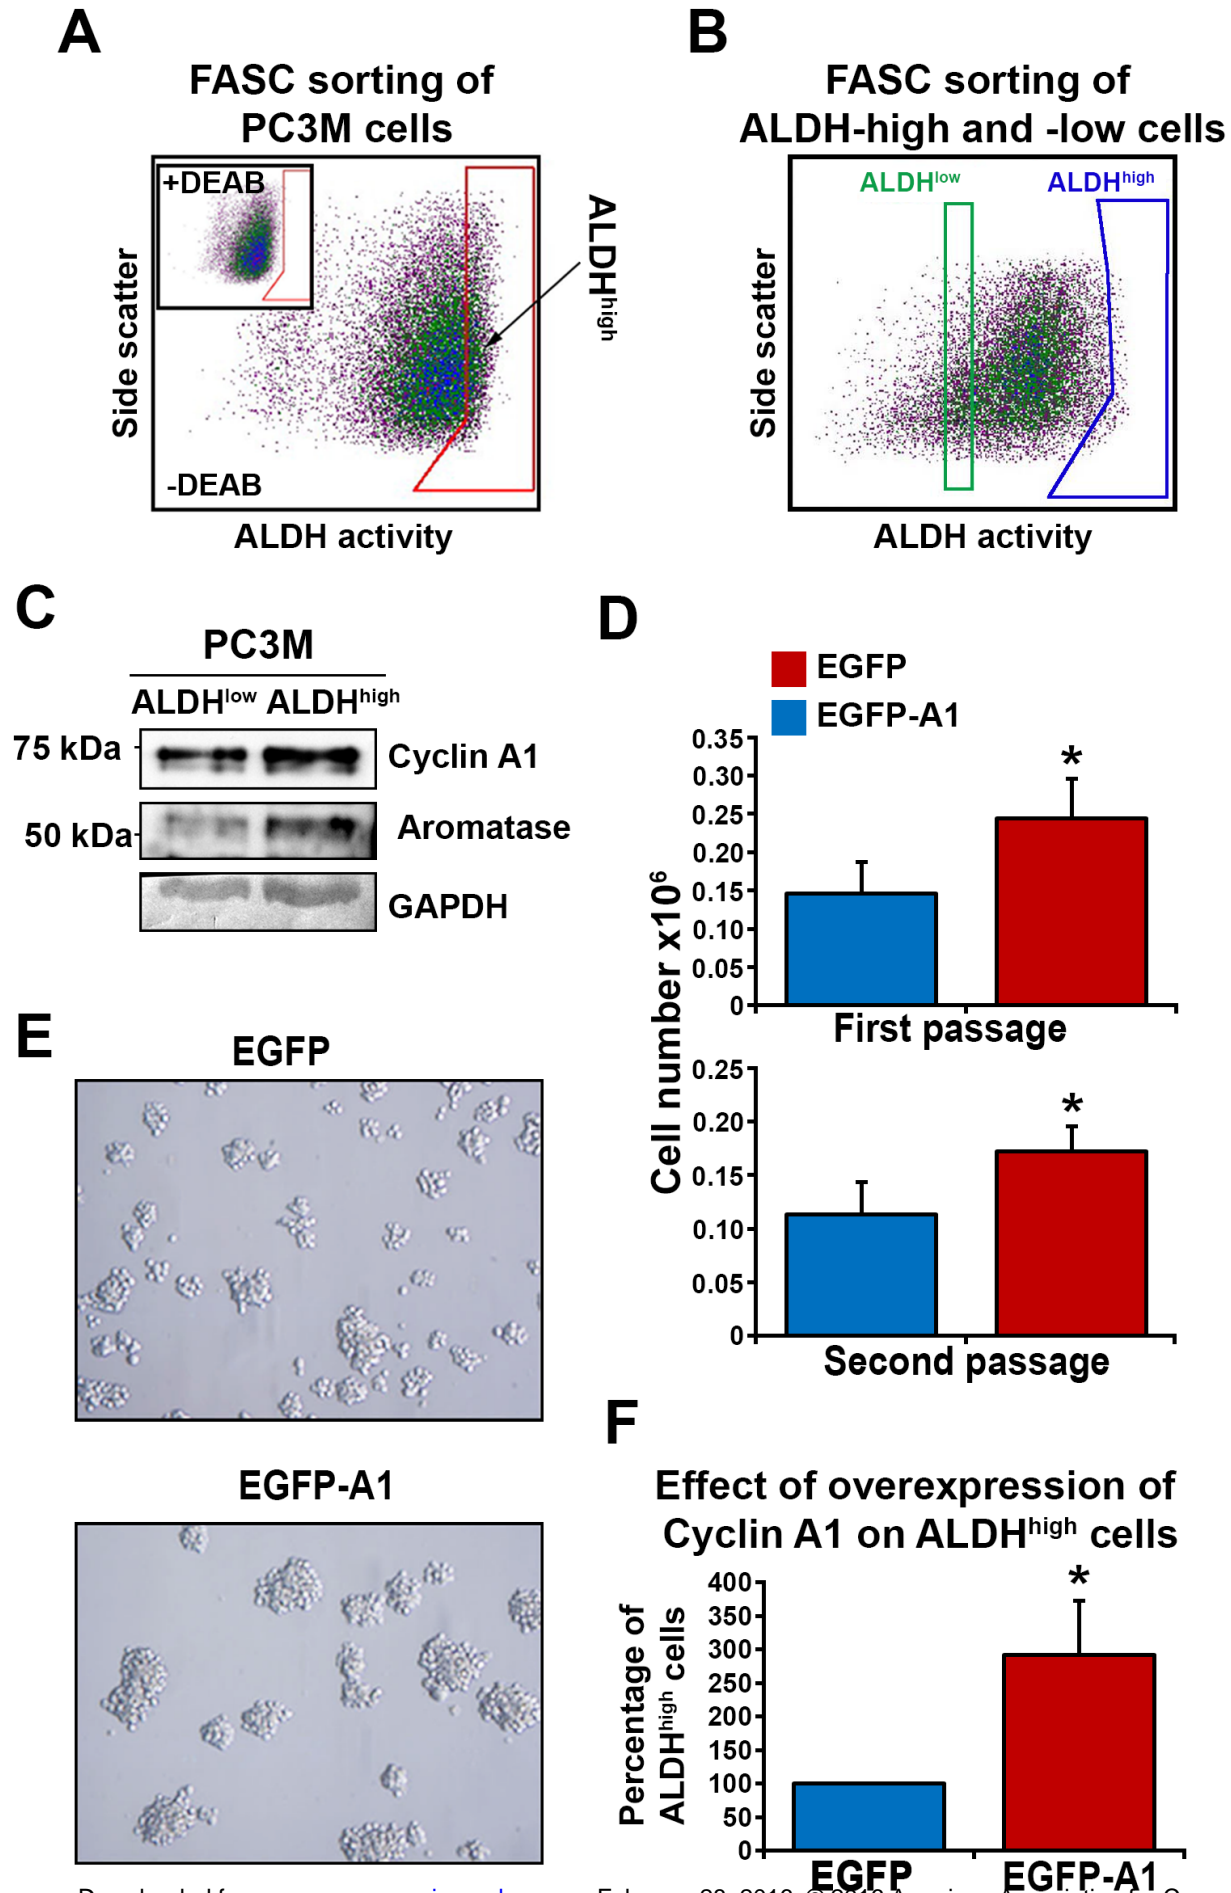 A
FASC sorting of
PC3M cells
+DEAB
-DEAB
ALDHhigh
Side scatter
ALDH activity
B
FASC sorting of
ALDH-high and -low cells
ALDHlow
ALDHhigh
Side scatter
ALDH activity
C
PC3M
ALDHlow ALDHhigh
75 kDa
Cyclin A1
50 kDa
Aromatase
GAPDH
D
EGFP
EGFP-A1
Cell number x106
0.35
0.30
0.25
0.20
0.15
0.10
0.05
0
*
First passage
0.25
0.20
0.15
0.10
0.05
0
*
Second passage
E
EGFP
EGFP-A1
F
Effect of overexpression of
Cyclin A1 on ALDHhigh cells
Percentage of
ALDHhigh cells
400
350
300
250
200
150
100
50
0
*
EGFP
EGFP-A1